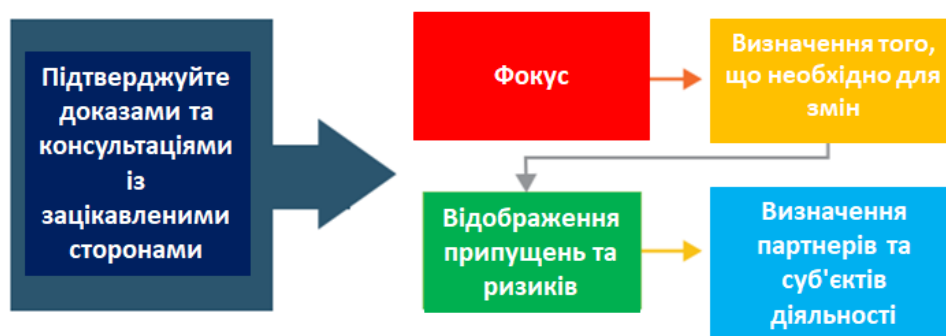 Підтверджуйте
доказами та
консультаціями
із
зацікавленими
сторонами
Фокус
Визначення того,
що необхідно для
змін
Відображення
припущень та
ризиків
Визначення
партнерів та
суб'єктів
діяльності